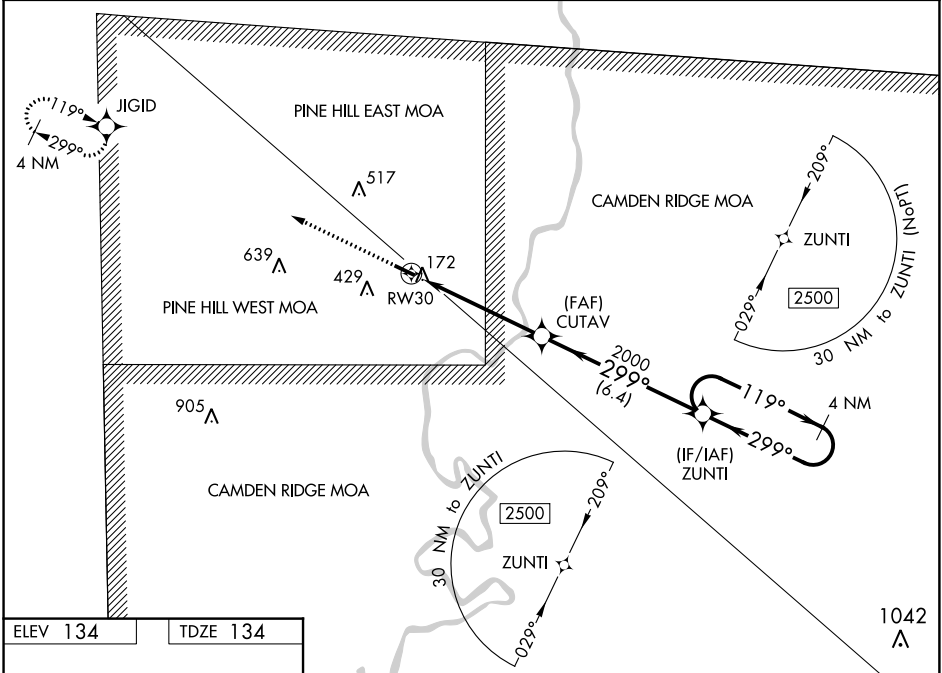 JIGID
119°
299°
4 NM
PINE HILL EAST MOA
517
CAMDEN RIDGE MOA
209°
ZUNTI
2500
029°
30 NM to ZUNTI (NoPT)
639
429
172
RW30
PINE HILL WEST MOA
(FAF)
CUTAV
2000
299°
(6.4)
119°
4 NM
299°
(IF/IAF)
ZUNTI
905
CAMDEN RIDGE MOA
30 NM to ZUNTI
2500
209°
ZUNTI
029°
1042
ELEV 134
TDZE 134